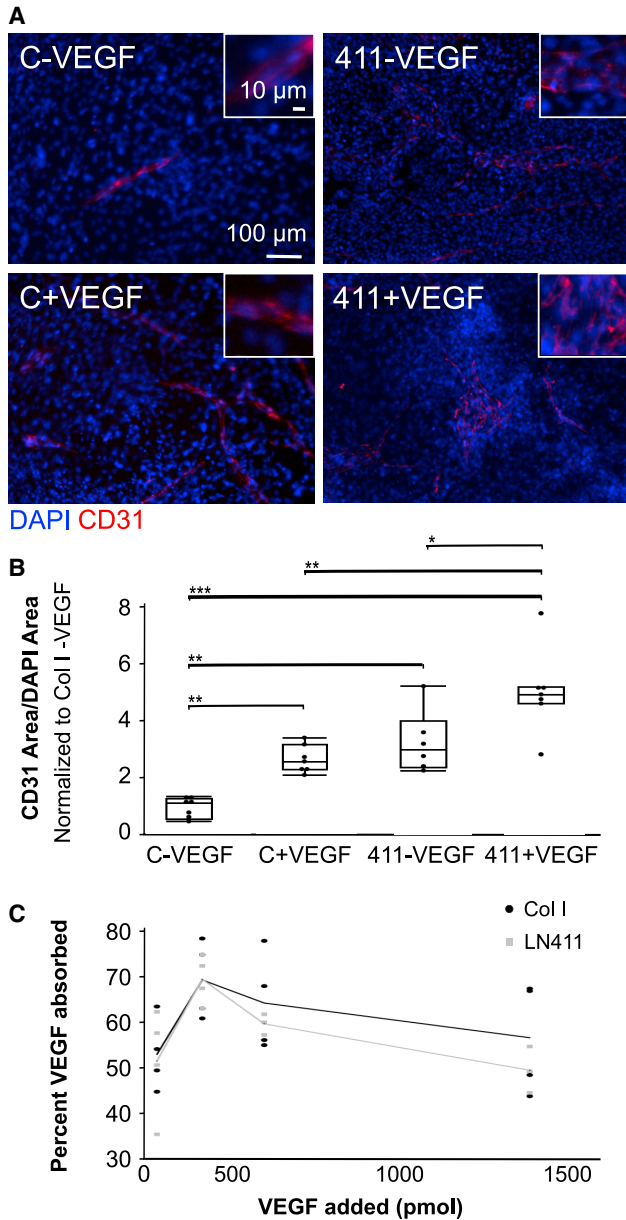 A
C-VEGF
10 µm
100 µm
411-VEGF
C+VEGF
411+VEGF
DAPI CD31
B
CD31 Area/DAPI Area
Normalized to Col I -VEGF
*
**
***
**
**
8
6
4
2
0
C-VEGF C+VEGF 411-VEGF 411+VEGF
C
Col I
LN411
Percent VEGF absorbed
80
70
60
50
40
30
0 500 1000 1500
VEGF added (pmol)